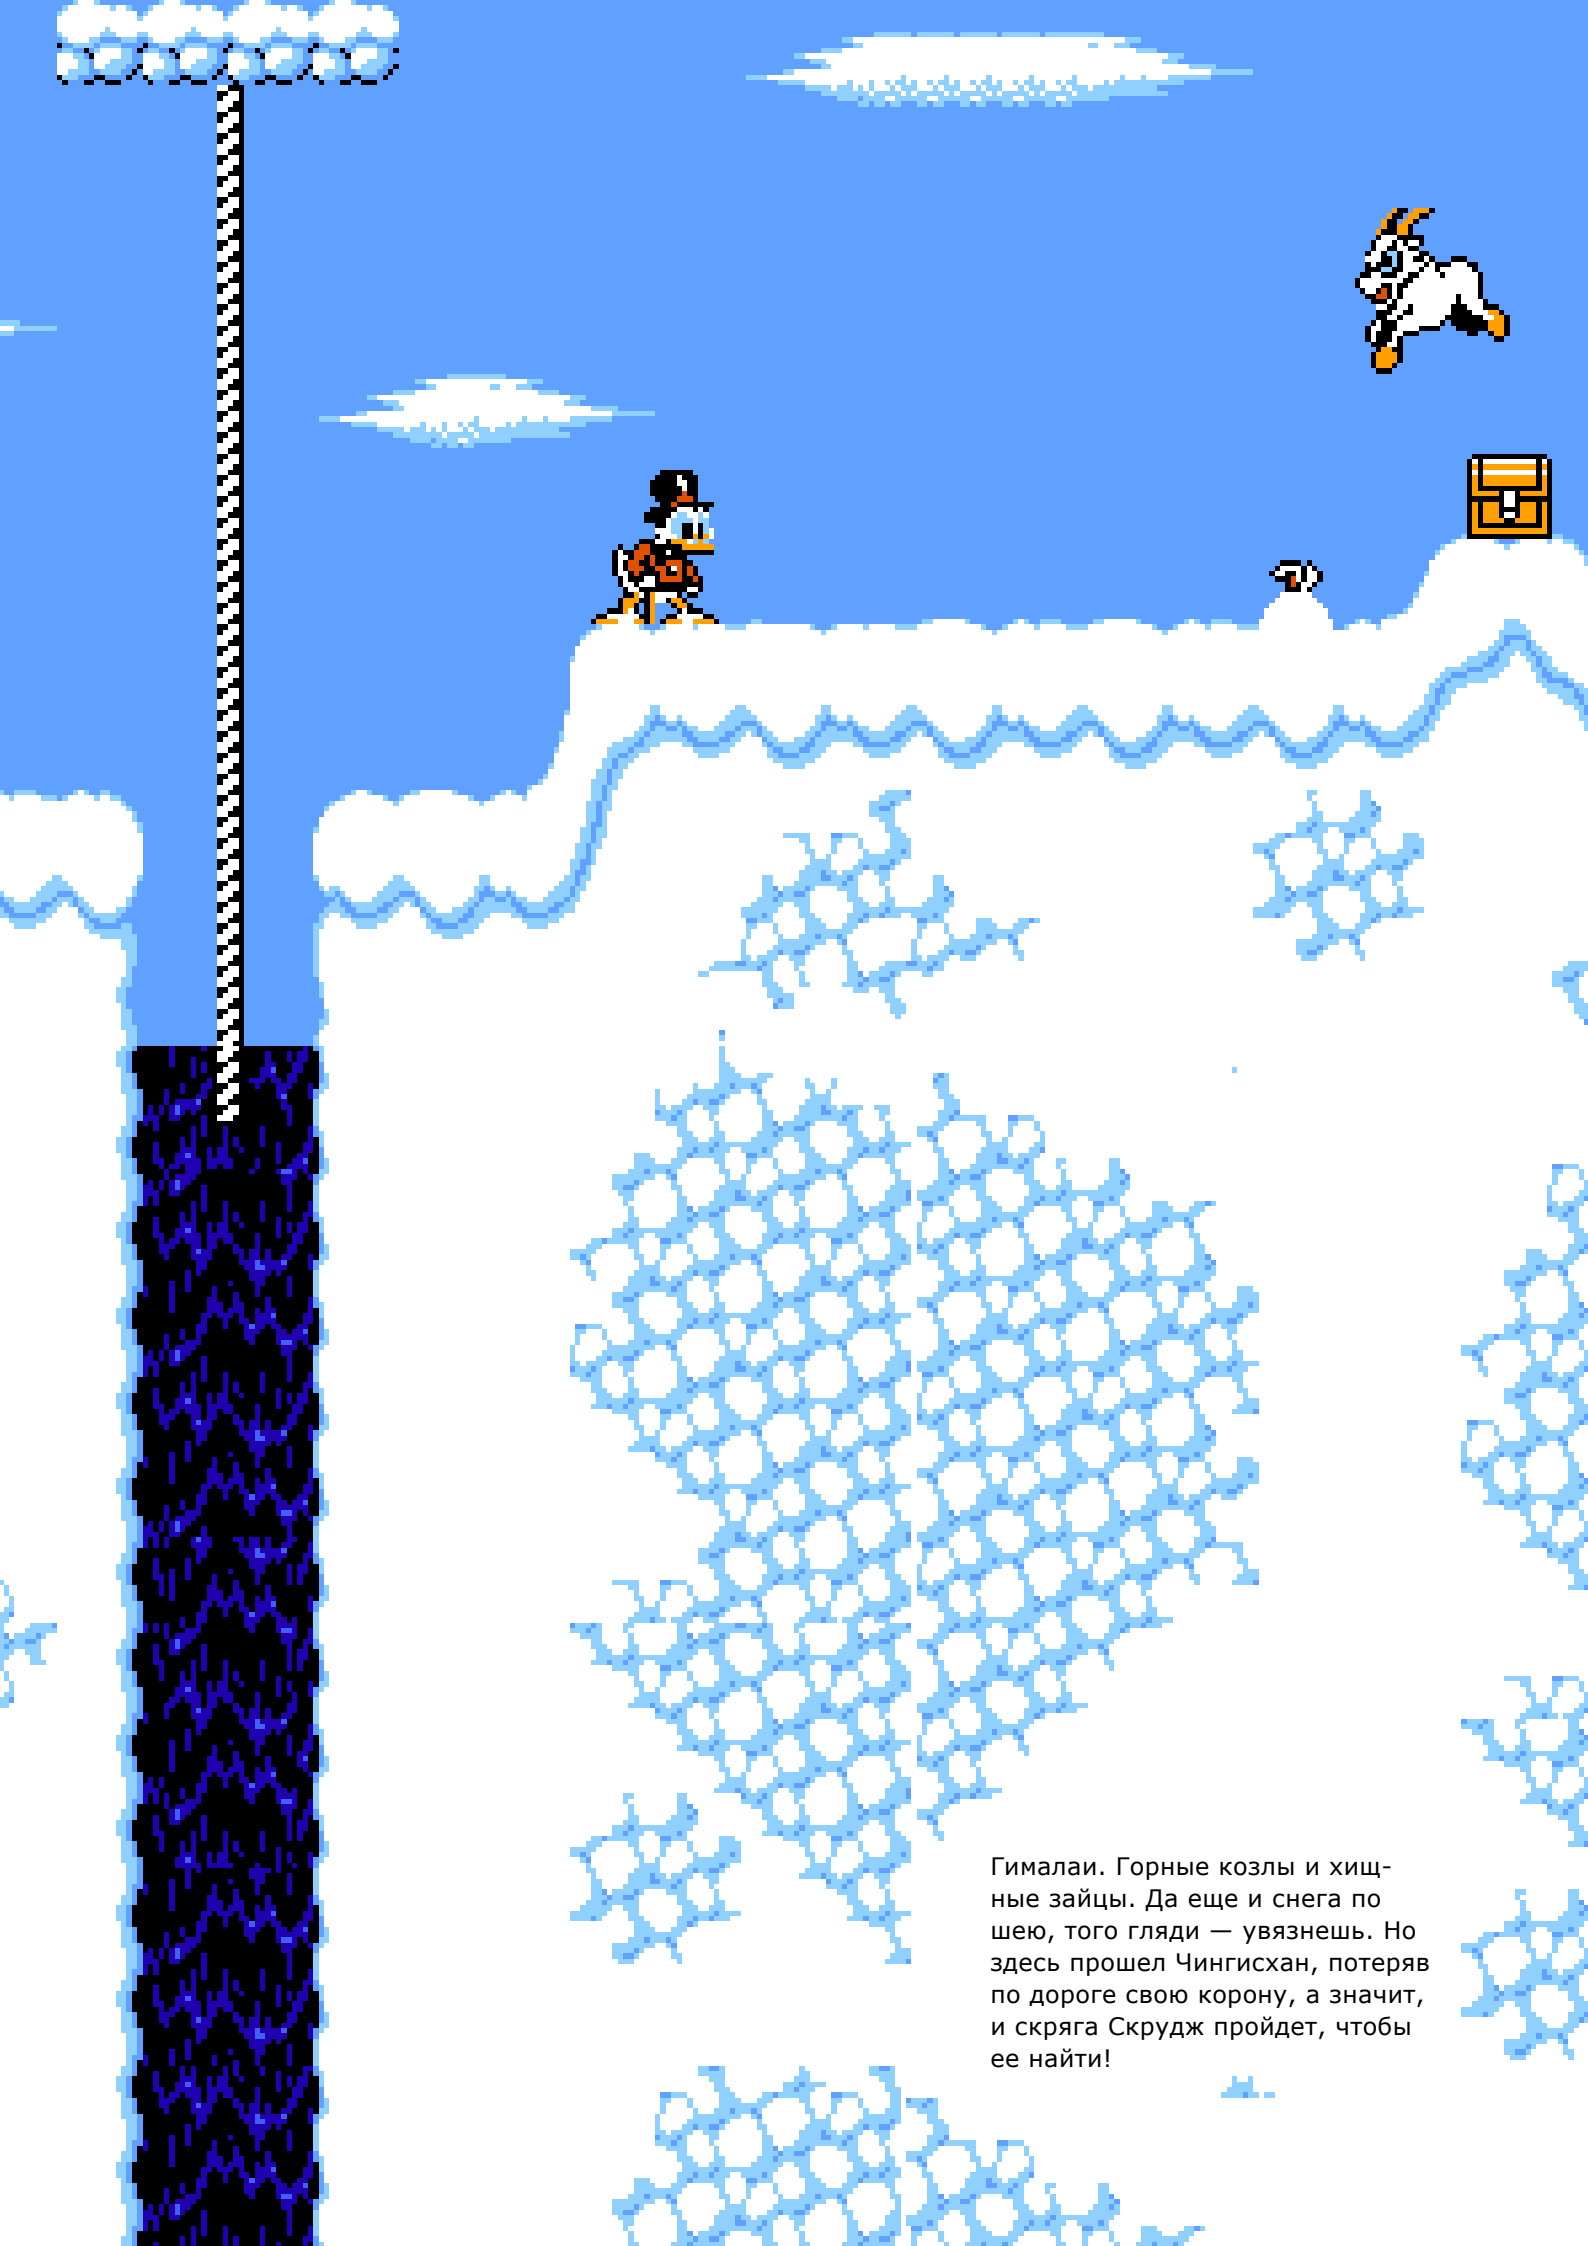 Гималаи. Горные козлы и хищ-
ные зайцы. Да еще и снега по
шею, того гляди — увязнешь. Но
здесь прошел Чингисхан, потеряв
по дороге свою корону, а значит,
и скряга Скрудж пройдет, чтобы
ее найти!